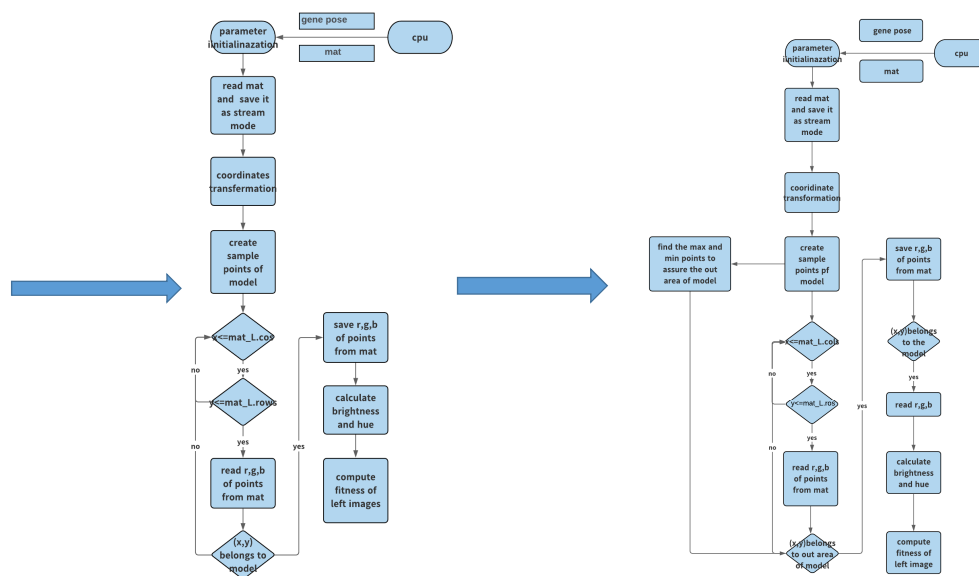 gene pose
parameter
iinitialinazation
cpu
mat
read mat
and save it
as stream
mode
coordinates
transfermation
create
sample
points of
model
x<=mat_L.cos
no
yes
y<=mat_L.rows
no
yes
read r,g,b
of points
from mat
(x,y)
belongs to
model
yes
save r,g,b
of points
from mat
calculate
brightness
and hue
compute
fitness of
left images
gene pose
parameter
iinitialinazation
cpu
mat
read mat
and save it
as stream
mode
cooridinate
transformation
find the max and
min points to
assure the out
area of model
create
sample
points pf
model
x<=mat_L.cols
no
yes
y<=mat_L.ros
no
yes
read r,g,b
of points
from mat
(x,y)belongs
to out area
of model
yes
save r,g,b
of points
from mat
(x,y)belongs
to the
model
yes
read r,g,b
calculate
brightness
and hue
compute
fitness of
left image